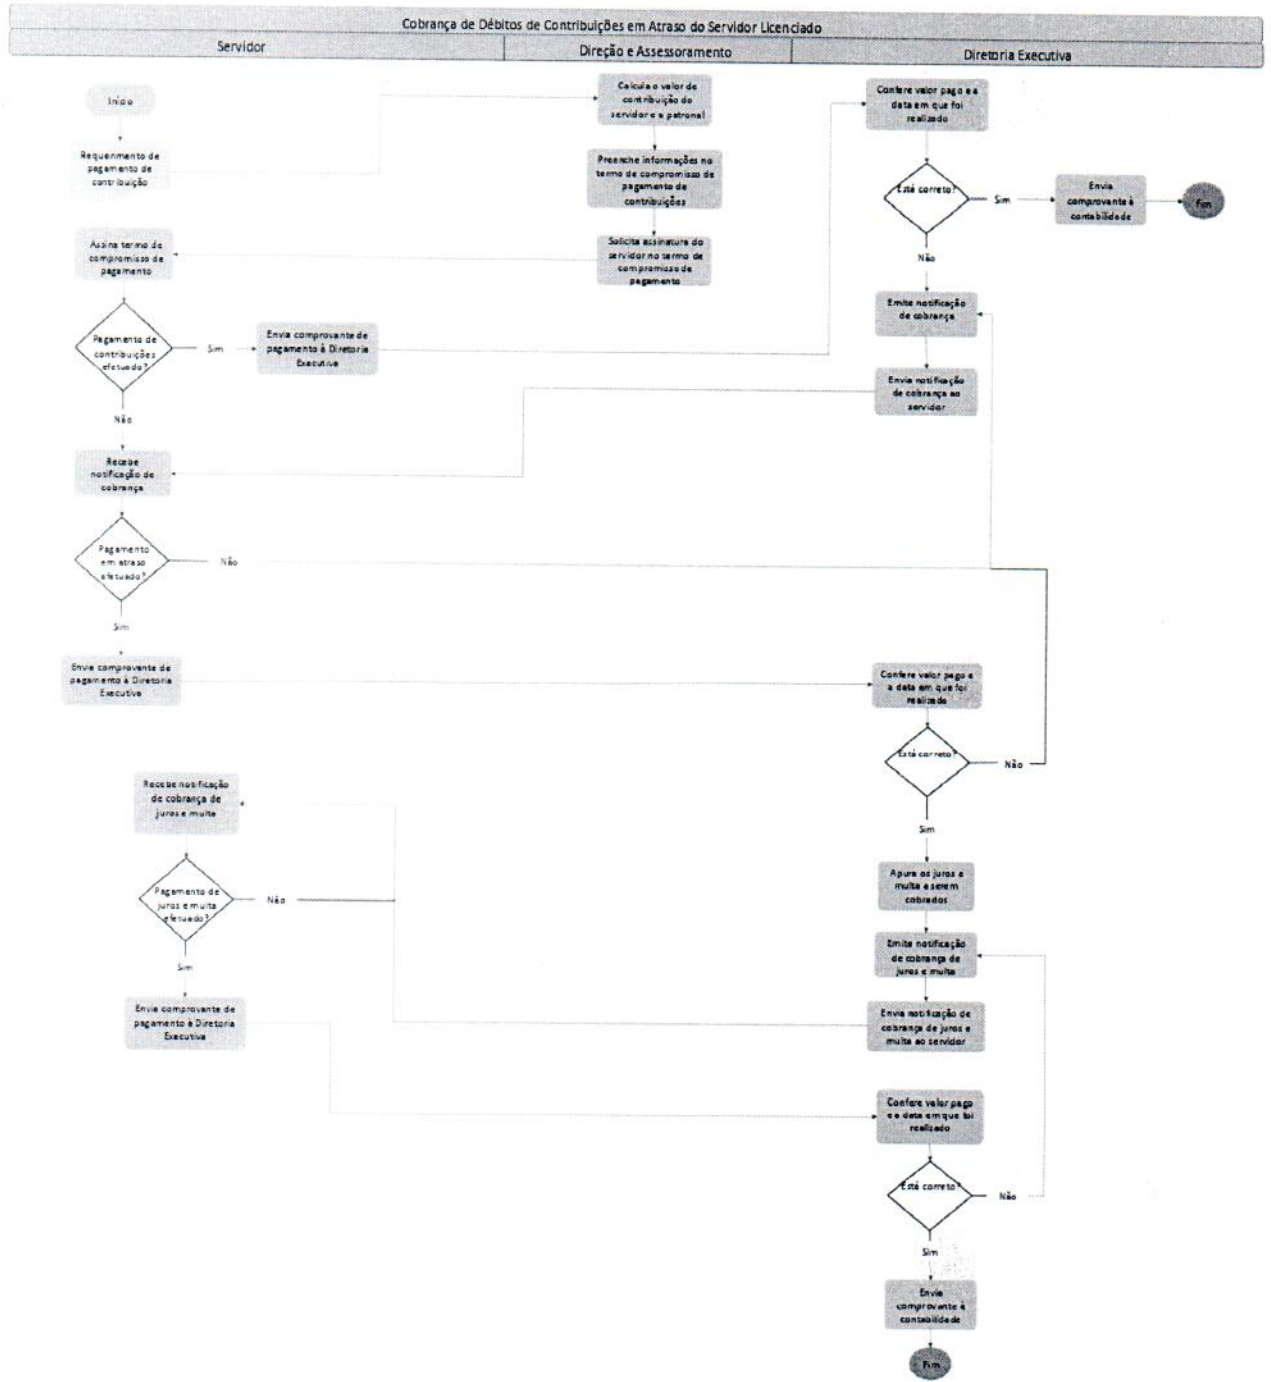 Cobrança de Débitos de Contribuições em Atraso do Servidor Licenciado
Servidor
Direção e Assessoramento
Diretoria Executiva
Início
Requerimento de
pagamento de
contribuição
Calcula o valor de
contribuição do
servidor e a patronal
Preenche informações no
termo de compromisso de
pagamento de
contribuições
Solicita assinatura do
servidor no termo de
compromisso de
pagamento
Assina termo de
compromisso de
pagamento
Pagamento de
contribuições
efetuado?
Sim
Envia comprovante de
pagamento à Diretoria
Executiva
Não
Confere valor pago e a
data em que foi
realizado
Está correto?
Sim
Envia
comprovante à
contabilidade
Fim
Não
Emite notificação
de cobrança
Envia notificação
de cobrança ao
servidor
Recebe
notificação de
cobrança
Pagamento
em atraso
efetuado?
Não
Sim
Envia comprovante de
pagamento à Diretoria
Executiva
Confere valor pago e
a data em que foi
realizado
Está correto?
Não
Sim
Apura os juros e
multa a serem
cobrados
Emite notificação
de cobrança de
juros e multa
Envia notificação de
cobrança de juros e
multa ao servidor
Recebe notificação
de cobrança de
juros e multa
Pagamento de
juros e multa
efetuado?
Não
Sim
Envia comprovante de
pagamento à Diretoria
Executiva
Confere valor pago
e a data em que foi
realizado
Está correto?
Não
Sim
Envia
comprovante à
contabilidade
Fim